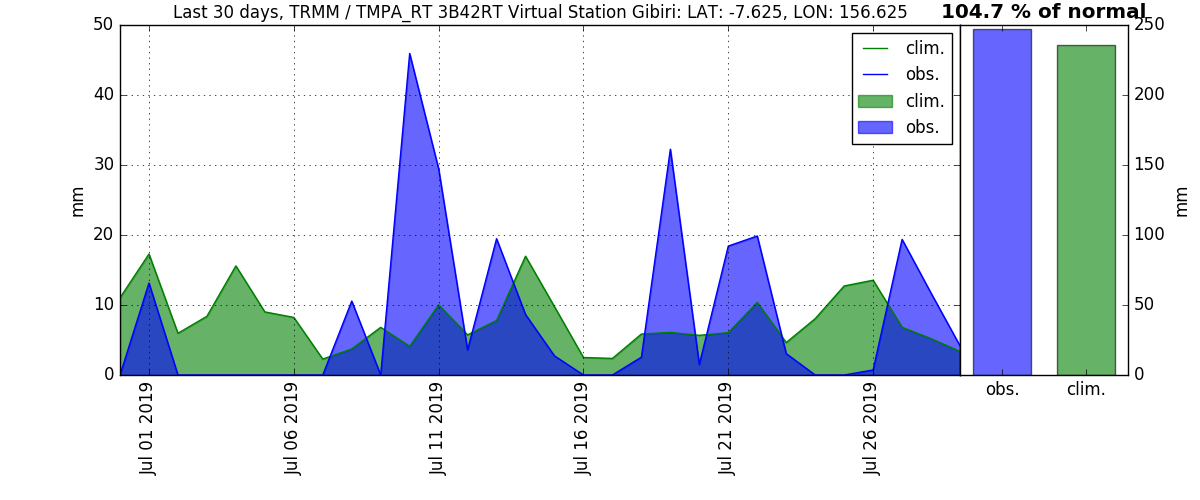 Last 30 days, TRMM / TMPA_RT 3B42RT Virtual Station Gibiri: LAT: -7.625, LON: 156.625
104.7 % of normal
50
40
30
20
10
0
mm
clim.
obs.
clim.
obs.
Jul 01 2019
Jul 06 2019
Jul 11 2019
Jul 16 2019
Jul 21 2019
Jul 26 2019
250
200
150
100
50
0
mm
obs.
clim.